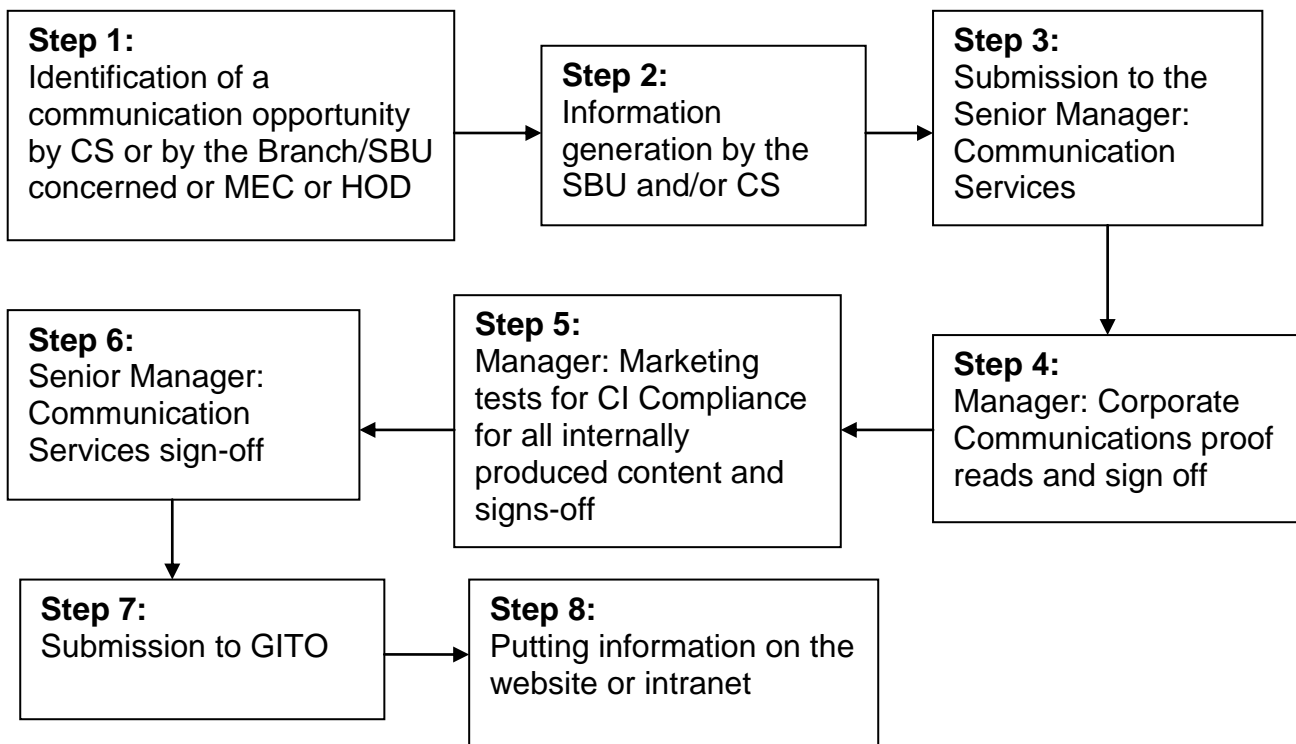 Step 1:
Identification of a
communication opportunity
by CS or by the Branch/SBU
concerned or MEC or HOD
Step 2:
Information
generation by the
SBU and/or CS
Step 3:
Submission to the
Senior Manager:
Communication
Services
Step 4:
Manager: Corporate
Communications proof
reads and sign off
Step 5:
Manager: Marketing
tests for CI Compliance
for all internally
produced content and
signs-off
Step 6:
Senior Manager:
Communication
Services sign-off
Step 7:
Submission to GITO
Step 8:
Putting information on the
website or intranet